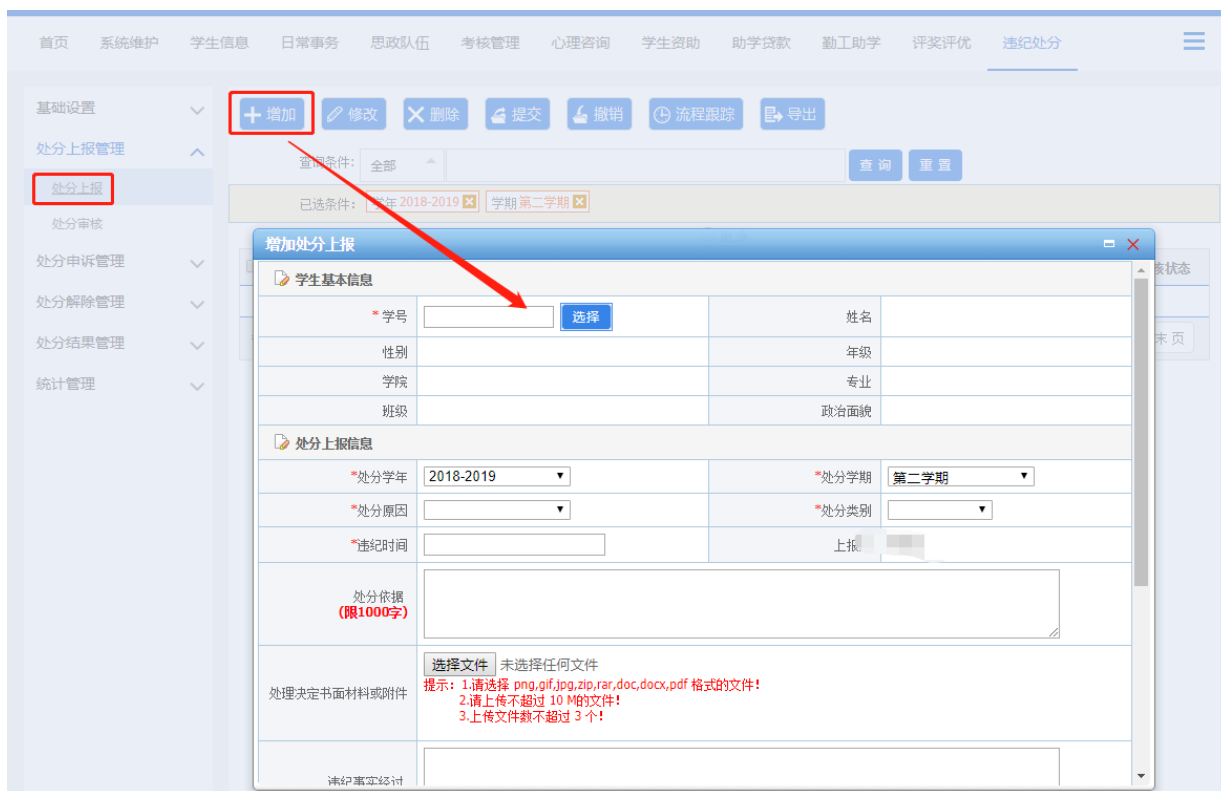 首页 系统维护 学生信息 日常事务 思政队伍 考核管理 心理咨询 学生资助 助学贷款 勤工助学 评奖评优 违纪处分
基础设置
处分上报管理
处分上报
处分审核
处分申诉管理
处分解除管理
处分结果管理
统计管理
增加 修改 删除 提交 撤销 流程跟踪 导出
查询条件: 全部 查 询 重 置
已选条件: 学年 2018-2019 学期 第二学期
增加处分上报
核状态
末 页
学生基本信息
* 学号 选择 姓名
性别 年级
学院 专业
班级 政治面貌
处分上报信息
*处分学年 2018-2019 *处分学期 第二学期
*处分原因 *处分类别
*违纪时间 上报
处分依据
(限1000字)
处理决定书面材料或附件 选择文件 未选择任何文件
提示：1.请选择 png,gif,jpg,zip,rar,doc,docx,pdf 格式的文件!
2.请上传不超过 10 M的文件!
3.上传文件数不超过 3 个!
违纪事实经过